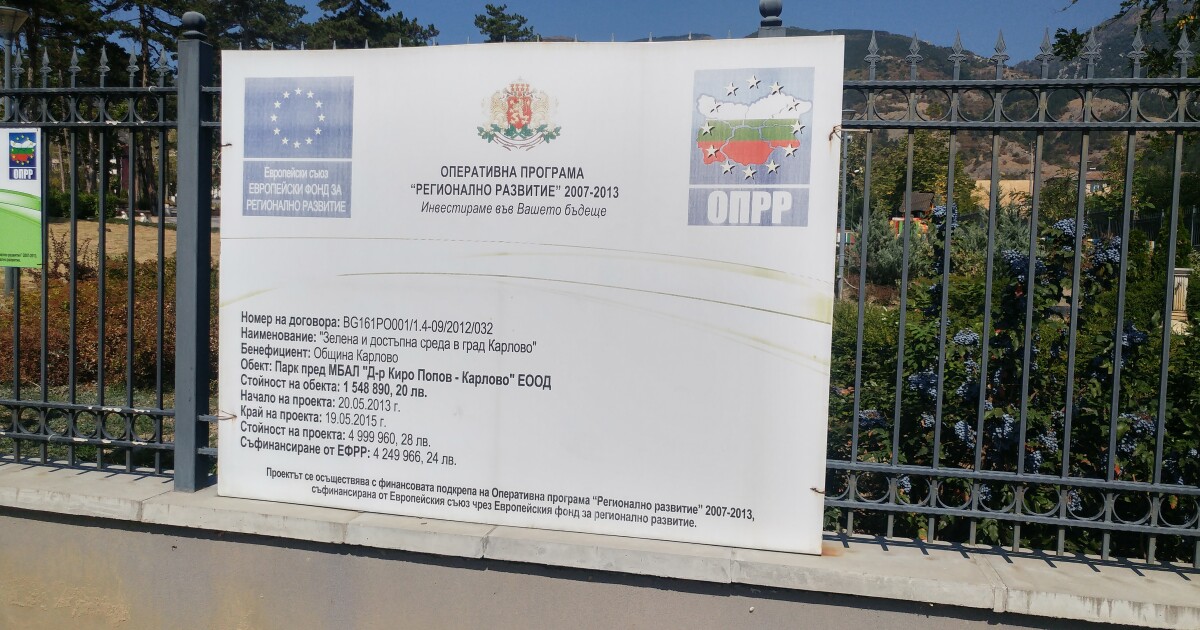 ОПРР
Европейски съюз
ЕВРОПЕЙСКИ ФОНД ЗА
РЕГИОНАЛНО РАЗВИТИЕ
ОПЕРАТИВНА ПРОГРАМА
“РЕГИОНАЛНО РАЗВИТИЕ” 2007-2013
Инвестираме във Вашето бъдеще
ОПРР
Номер на договора: BG161PO001/1.4-09/2012/032
Наименование: "Зелена и достъпна среда в град Карлово"
Бенефициент: Община Карлово
Обект: Парк пред МБАЛ "Д-р Киро Попов - Карлово" ЕООД
Стойност на обекта: 1 548 890, 20 лв.
Начало на проекта: 20.05.2013 г.
Край на проекта: 19.05.2015 г.
Стойност на проекта: 4 999 960, 28 лв.
Съфинансиране от ЕФРР: 4 249 966, 24 лв.
Проектът се осъществява с финансовата подкрепа на Оперативна програма “Регионално развитие” 2007-2013,
съфинансирана от Европейския съюз чрез Европейския фонд за регионално развитие.